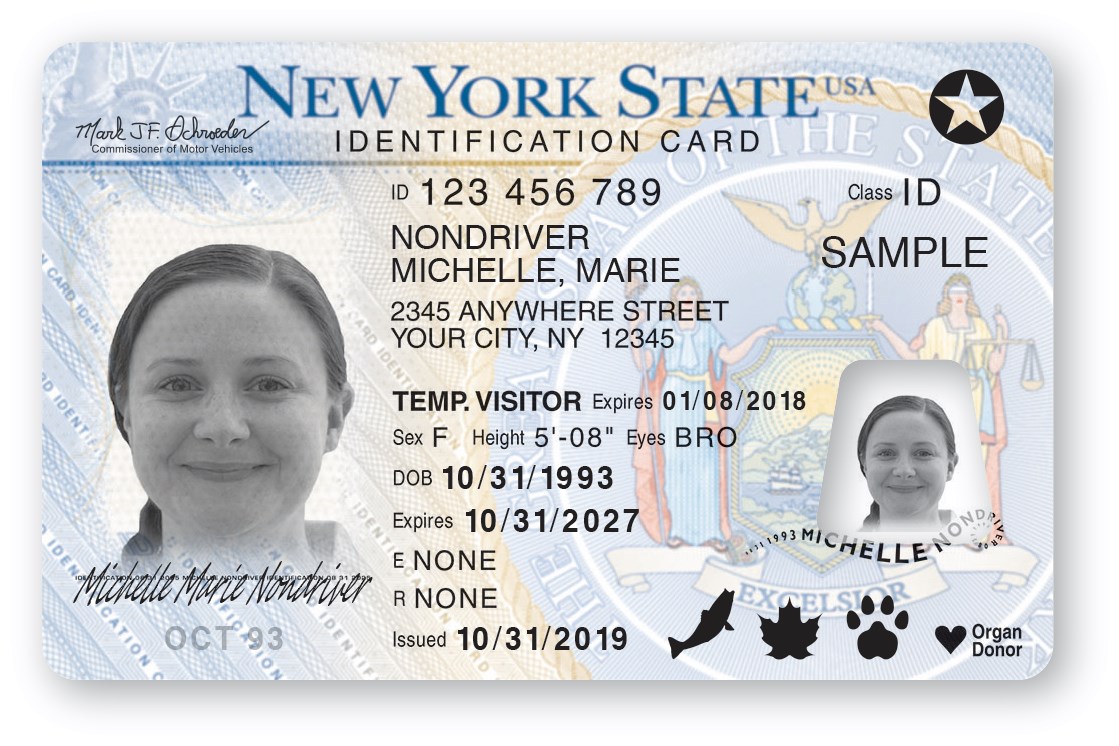 NEW YORK STATE USA
IDENTIFICATION CARD
Mark J.F. Schroeder
Commissioner of Motor Vehicles
ID 123 456 789
Class ID
NONDRIVER
MICHELLE, MARIE
SAMPLE
2345 ANYWHERE STREET
YOUR CITY, NY 12345
TEMP. VISITOR Expires 01/08/2018
Sex F Height 5'-08" Eyes BRO
DOB 10/31/1993
Expires 10/31/2027
E NONE
R NONE
Issued 10/31/2019
Michelle Marie Nondriver
OCT 93
MICHELLE NONDRIVER
EXCELSIOR
Organ
Donor